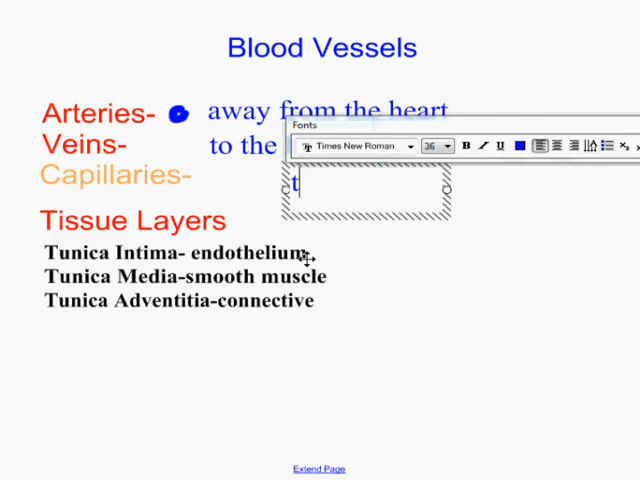 Blood Vessels
Arteries- away from the heart
Fonts
Veins- to the
Times New Roman 36 B I U
Capillaries- t
Tissue Layers
Tunica Intima- endothelium
Tunica Media-smooth muscle
Tunica Adventitia-connective
Extend Page